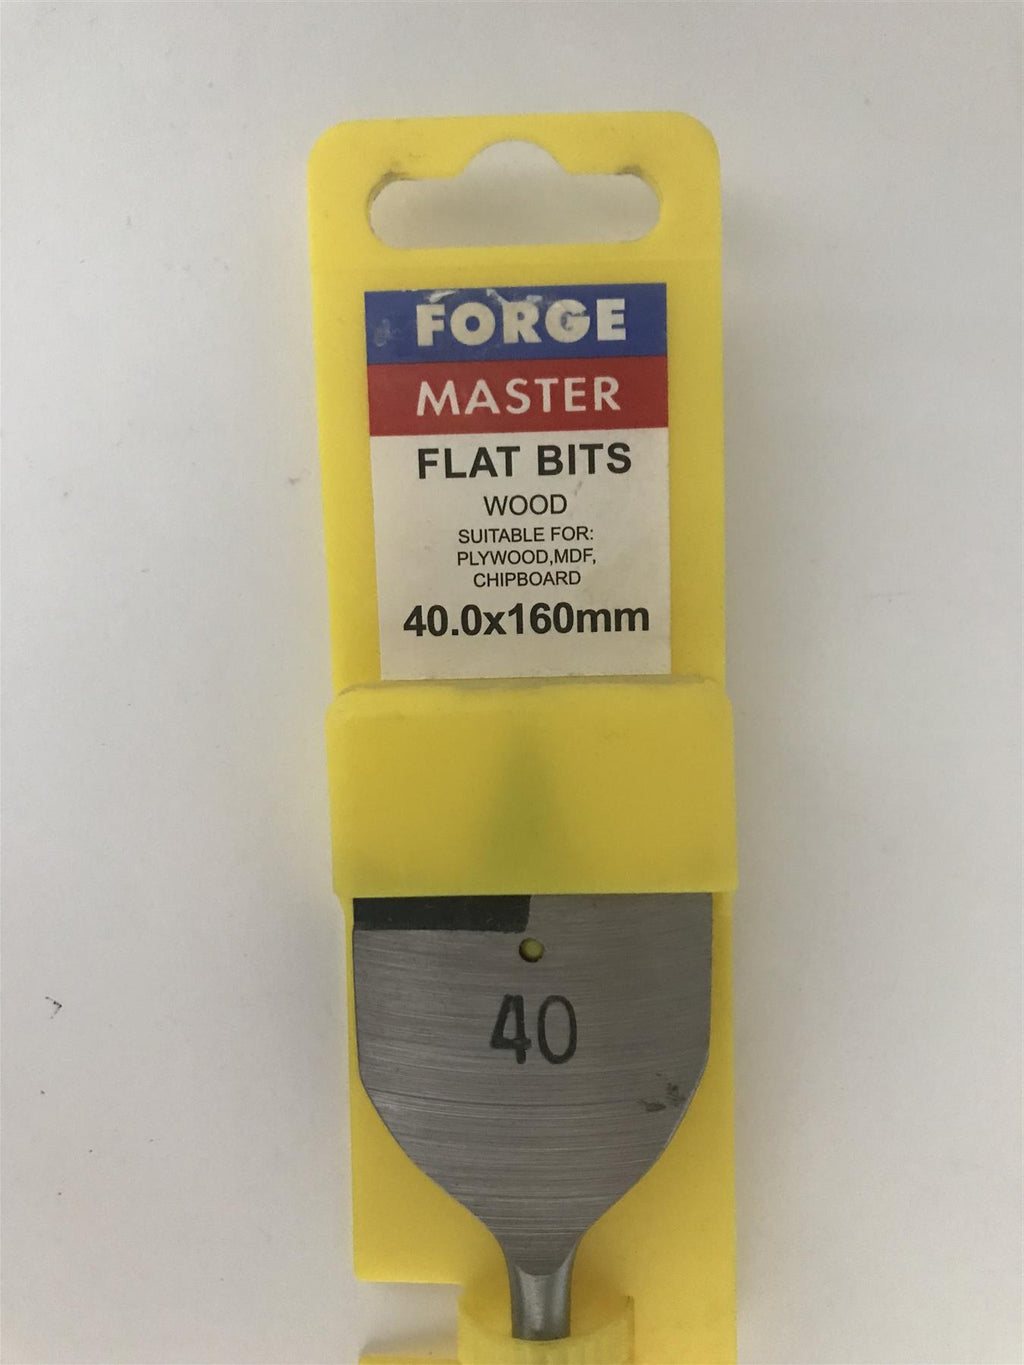 FORGE
MASTER
FLAT BITS
WOOD
SUITABLE FOR:
PLYWOOD,MDF,
CHIPBOARD
40.0x160mm
40